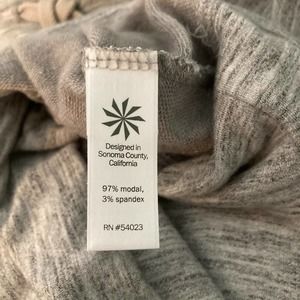 Designed in
Sonoma County,
California
97% modal,
3% spandex
RN #54023